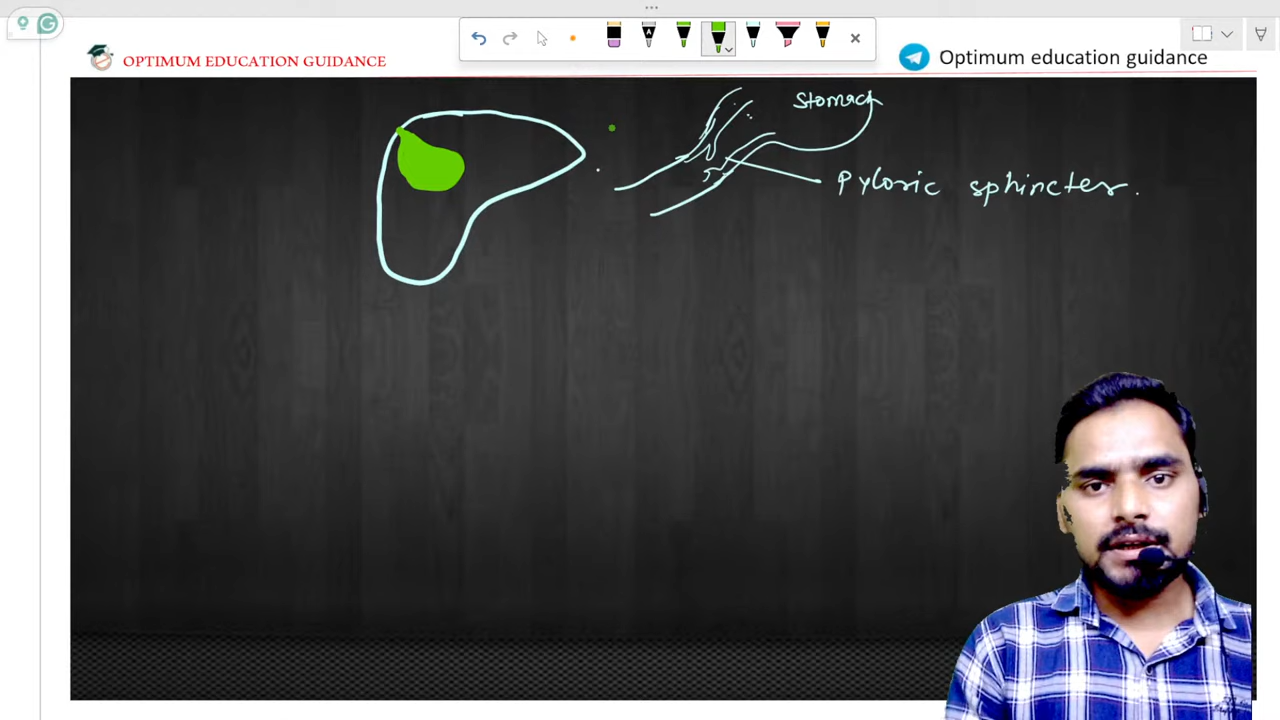 OPTIMUM EDUCATION GUIDANCE
Optimum education guidance
Stomach
Pyloric sphincter.